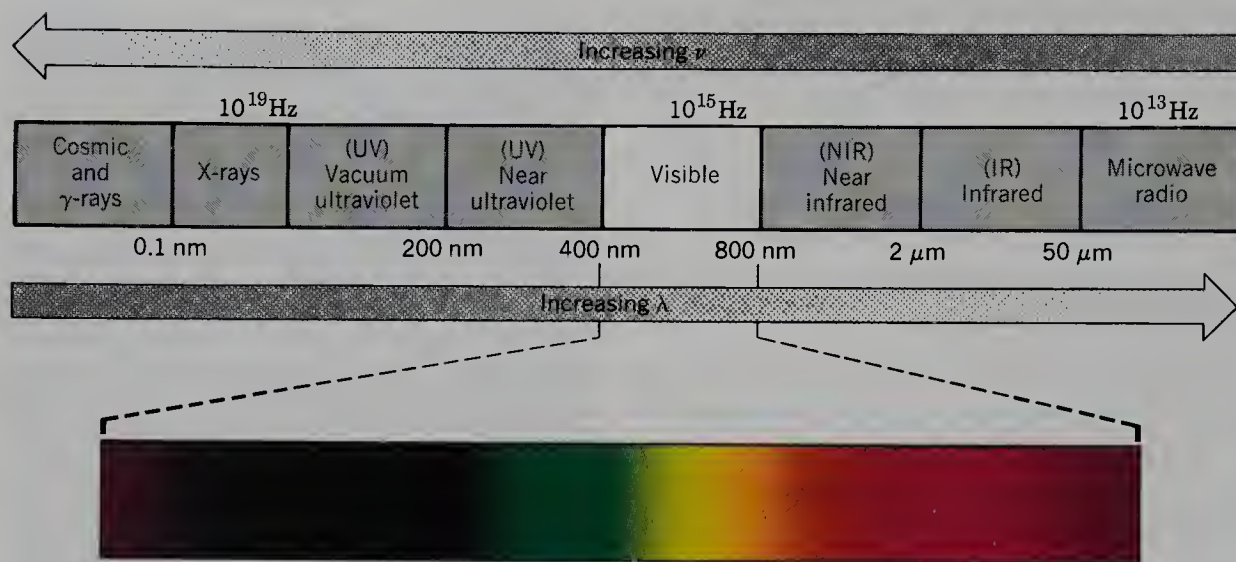 Increasing ν
10¹⁹Hz 10¹⁵Hz 10¹³Hz
Cosmic and γ-rays
X-rays
(UV) Vacuum ultraviolet
(UV) Near ultraviolet
Visible
(NIR) Near infrared
(IR) Infrared
Microwave radio
0.1 nm 200 nm 400 nm 800 nm 2 μm 50 μm
Increasing λ